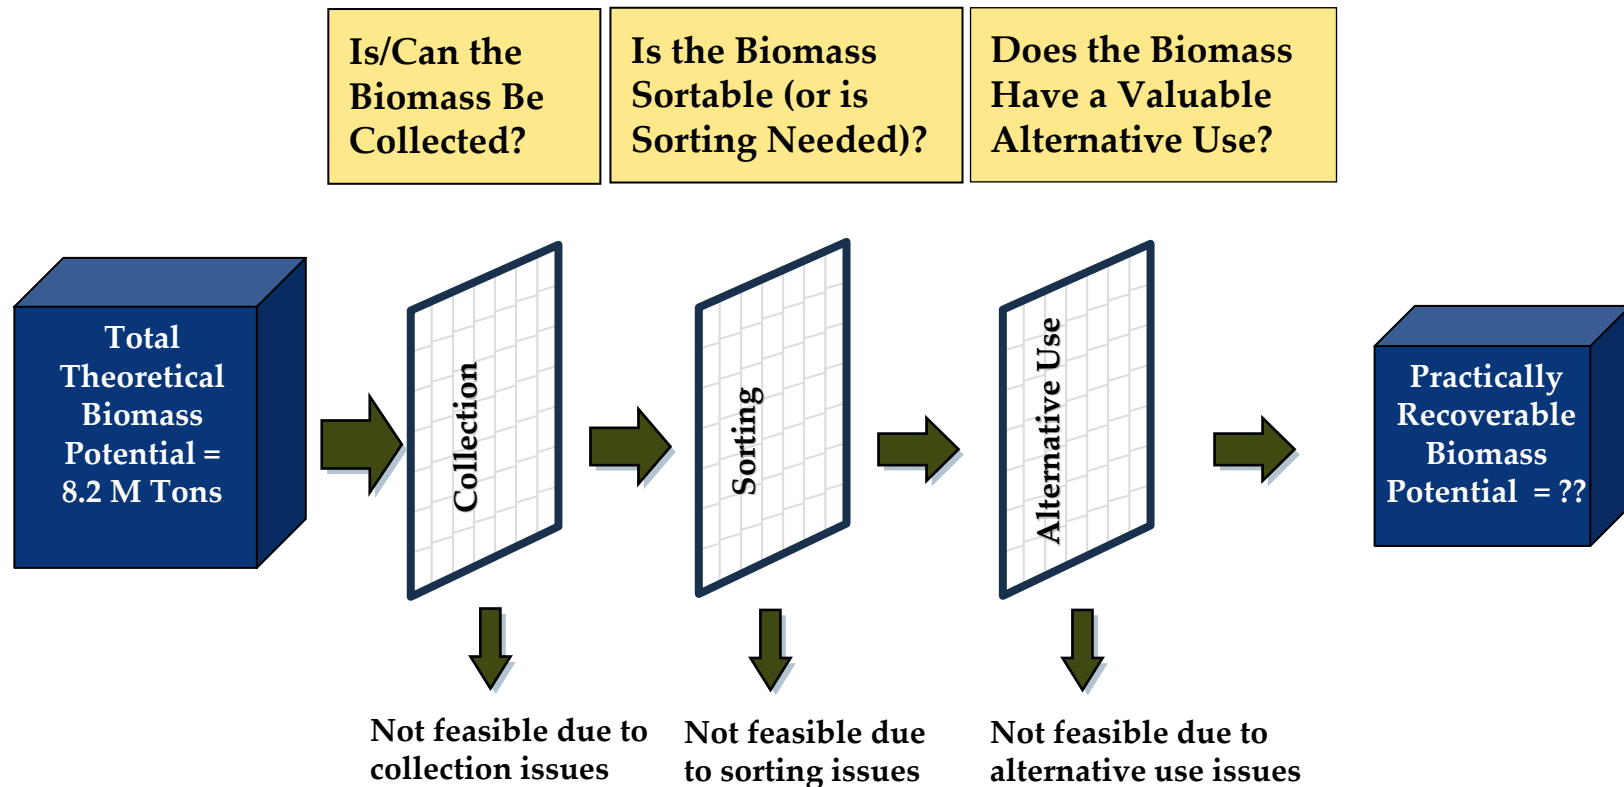 Is/Can the
Biomass Be
Collected?
Is the Biomass
Sortable (or is
Sorting Needed)?
Does the Biomass
Have a Valuable
Alternative Use?
Total
Theoretical
Biomass
Potential =
8.2 M Tons
Collection
Sorting
Alternative Use
Practically
Recoverable
Biomass
Potential = ??
Not feasible due to
collection issues
Not feasible due
to sorting issues
Not feasible due to
alternative use issues